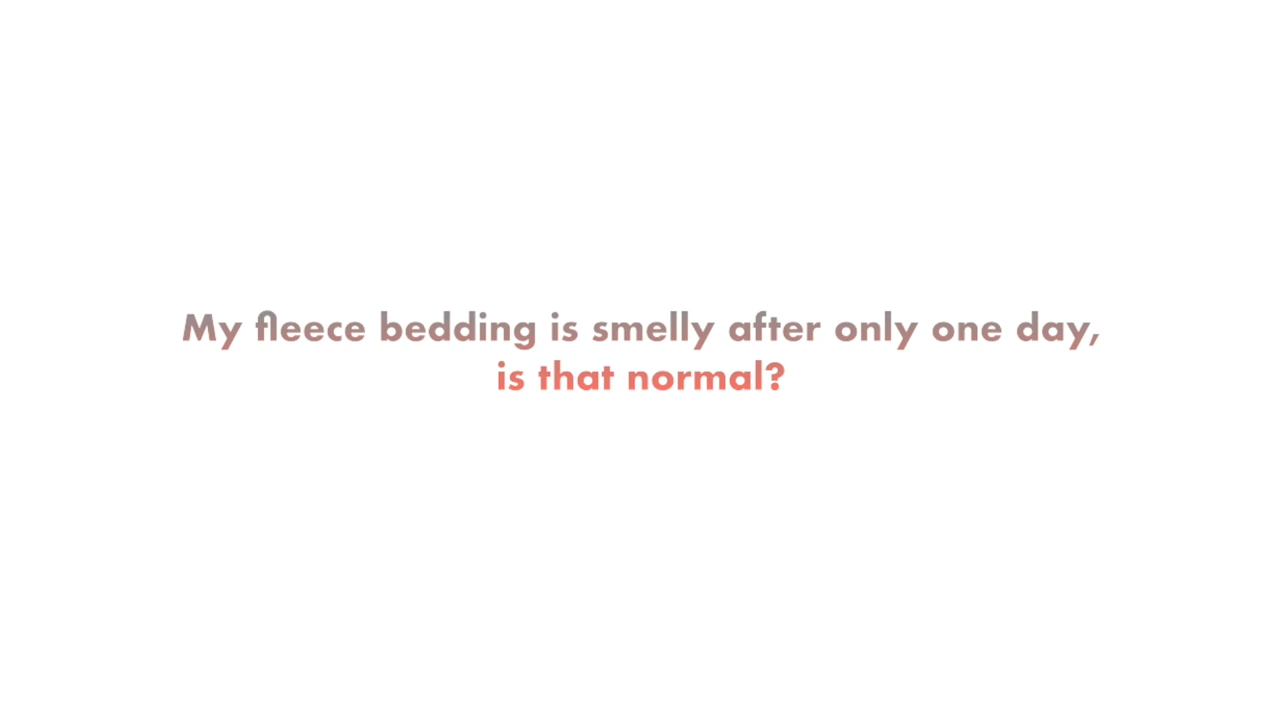 My fleece bedding is smelly after only one day,
is that normal?